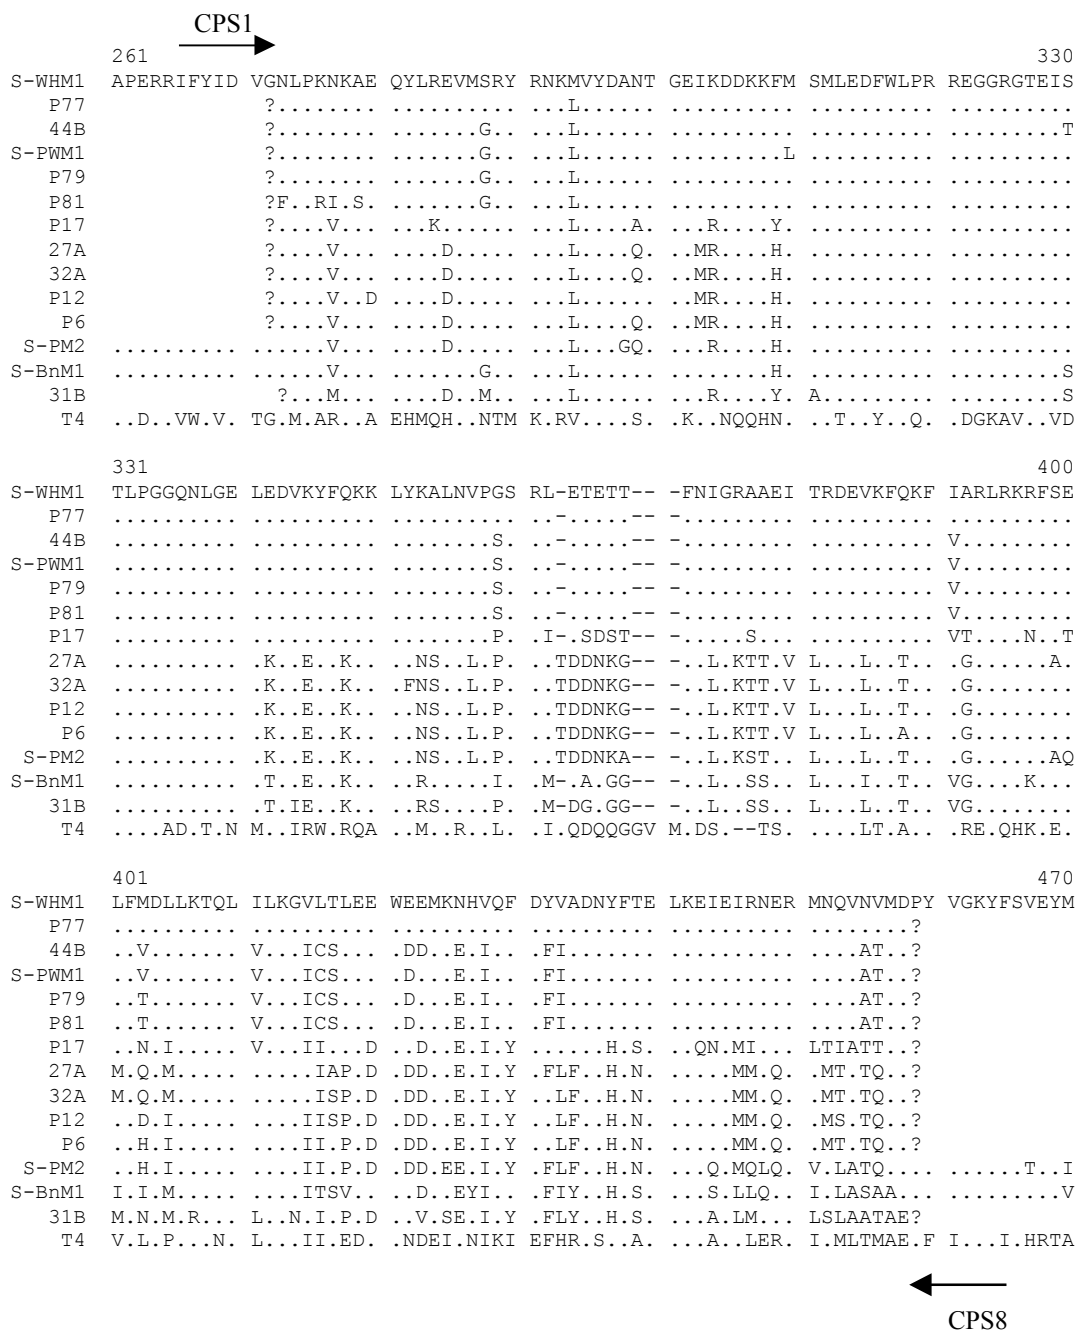 CPS1
261 330
S-WHM1 APERRIFYID VGNLPKNKAE QYLREVMSRY RNKMVYDANT GEIKDDKKFM SMLEDFWLPR REGGRGTEIS
P77 ?......... .......... ...L...... .......... .......... ..........
44B ?......... .......G.. ...L...... .......... .......... .........T
S-PWM1 ?......... .......G.. ...L...... .........L .......... ..........
P79 ?......... .......G.. ...L...... .......... .......... ..........
P81 ?F..RI.S. .......G.. ...L...... .......... .......... ..........
P17 ?....V.... ...K...... ...L....A. ...R....Y. .......... ..........
27A ?....V.... ....D..... ...L....Q. ..MR....H. .......... ..........
32A ?....V.... ....D..... ...L....Q. ..MR....H. .......... ..........
P12 ?....V..D ....D..... ...L...... ..MR....H. .......... ..........
P6 ?....V.... ....D..... ...L....Q. ..MR....H. .......... ..........
S-PM2 .......... ......V... ....D..... ...L...GQ. ...R....H. .......... ..........
S-BnM1 .......... ......V... .......G.. ...L...... ........H. .......... .........S
31B ?...M... ....D..M.. ...L...... ...R....Y. A......... .........S
T4 ..D..VW.V. TG.M.AR..A EHMQH..NTM K.RV....S. .K..NQQHN. ..T..Y..Q. .DGKAV..VD
331 400
S-WHM1 TLPGGQNLGE LEDVKYFQKK LYKALNVPGS RL-ETETT-- -FNIGRAAEI TRDEVKFQKF IARLRKRFSE
P77 .......... .......... .......... ..-.....-- -......... .......... ..........
44B .......... .......... ........S. ..-.....-- -......... .......... V.........
S-PWM1 .......... .......... ........S. ..-.....-- -......... .......... V.........
P79 .......... .......... ........S. ..-.....-- -......... .......... V.........
P81 .......... .......... ........S. ..-.....-- -......... .......... V.........
P17 .......... .......... ........P. .I-.SDST-- -.....S... .......... VT....N..T
27A .......... .K..E..K.. ..NS..L.P. ..TDDNKG-- -..L.KTT.V L...L..T.. .G......A.
32A .......... .K..E..K.. .FNS..L.P. ..TDDNKG-- -..L.KTT.V L...L..T.. .G........
P12 .......... .K..E..K.. ..NS..L.P. ..TDDNKG-- -..L.KTT.V L...L..T.. .G........
P6 .......... .K..E..K.. ..NS..L.P. ..TDDNKG-- -..L.KTT.V L...L..A.. .G........
S-PM2 .......... .K..E..K.. ..NS..L.P. ..TDDNKA-- -..L.KST.. L...L..T.. .G......AQ
S-BnM1 .......... .T..E..K.. ..R.....I. .M-.A.GG-- -..L..SS.. L...I..T.. VG....K...
31B .......... .T.IE..K.. ..RS....P. .M-DG.GG-- -..L..SS.. L...L..T.. VG........
T4 ....AD.T.N M..IRW.RQA ..M..R..L. .I.QDQQGGV M.DS.--TS. ....LT.A.. .RE.QHK.E.
401 470
S-WHM1 LFMDLLKTQL ILKGVLTLEE WEEMKNHVQF DYVADNYFTE LKEIEIRNER MNQVNVMDPY VGKYFSVEYM
P77 .......... .......... .......... .......... .......... ........?
44B ..V....... V...ICS... .DD..E.I.. .FI....... .......... ....AT..?
S-PWM1 ..V....... V...ICS... .D...E.I.. .FI....... .......... ....AT..?
P79 ..T....... V...ICS... .D...E.I.. .FI....... .......... ....AT..?
P81 ..T....... V...ICS... .D...E.I.. .FI....... .......... ....AT..?
P17 ..N.I..... V...II...D ..D..E.I.Y ......H.S. ..QN.MI... LTIATT..?
27A M.Q.M..... ....IAP.D .DD..E.I.Y .FLF..H.N. .....MM.Q. .MT.TQ..?
32A M.Q.M..... ....ISP.D .DD..E.I.Y ..LF..H.N. .....MM.Q. .MT.TQ..?
P12 ..D.I..... ....IISP.D .DD..E.I.Y ..LF..H.N. .....MM.Q. .MS.TQ..?
P6 ..H.I..... ....II.P.D .DD..E.I.Y ..LF..H.N. .....MM.Q. .MT.TQ..?
S-PM2 ..H.I..... ....II.P.D .DD.EE.I.Y .FLF..H.N. ...Q.MQLQ. V.LATQ.... ......T..I
S-BnM1 I.I.M..... ....ITSV.. ..D..EYI.. .FIY..H.S. ...S.LLQ.. I.LASAA... .........V
31B M.N.M.R... L..N.I.P.D ..V.SE.I.Y .FLY..H.S. ...A.LM... LSLAATAE?
T4 V.L.P...N. L...II.ED. .NDEI.NIKI EFHR.S..A. ...A..LER. I.MLTMAE.F I...I.HRTA
CPS8